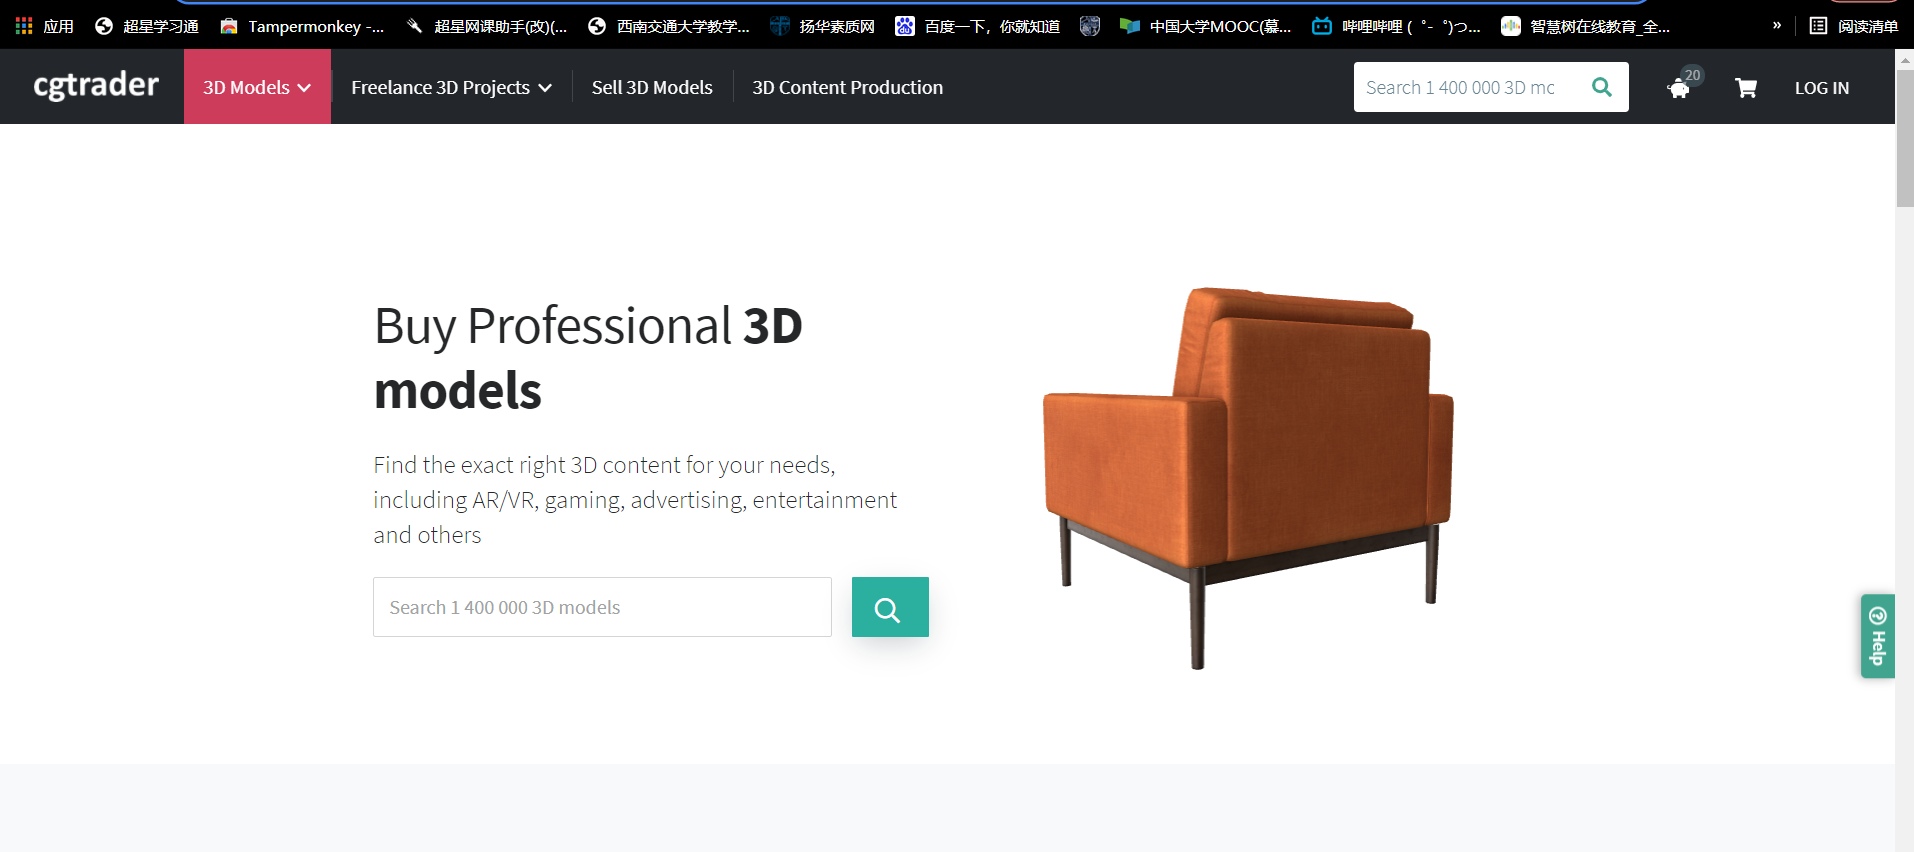 应用 超星学习通 Tampermonkey -... 超星网课助手(改)(... 西南交通大学教学... 扬华素质网 百度一下，你就知道 中国大学MOOC(慕... 哔哩哔哩 ( ゜- ゜)つ... 智慧树在线教育_全... » 阅读清单
cgtrader 3D Models Freelance 3D Projects Sell 3D Models 3D Content Production Search 1 400 000 3D mc 20 LOG IN
Buy Professional 3D
models
Find the exact right 3D content for your needs,
including AR/VR, gaming, advertising, entertainment
and others
Search 1 400 000 3D models
Help